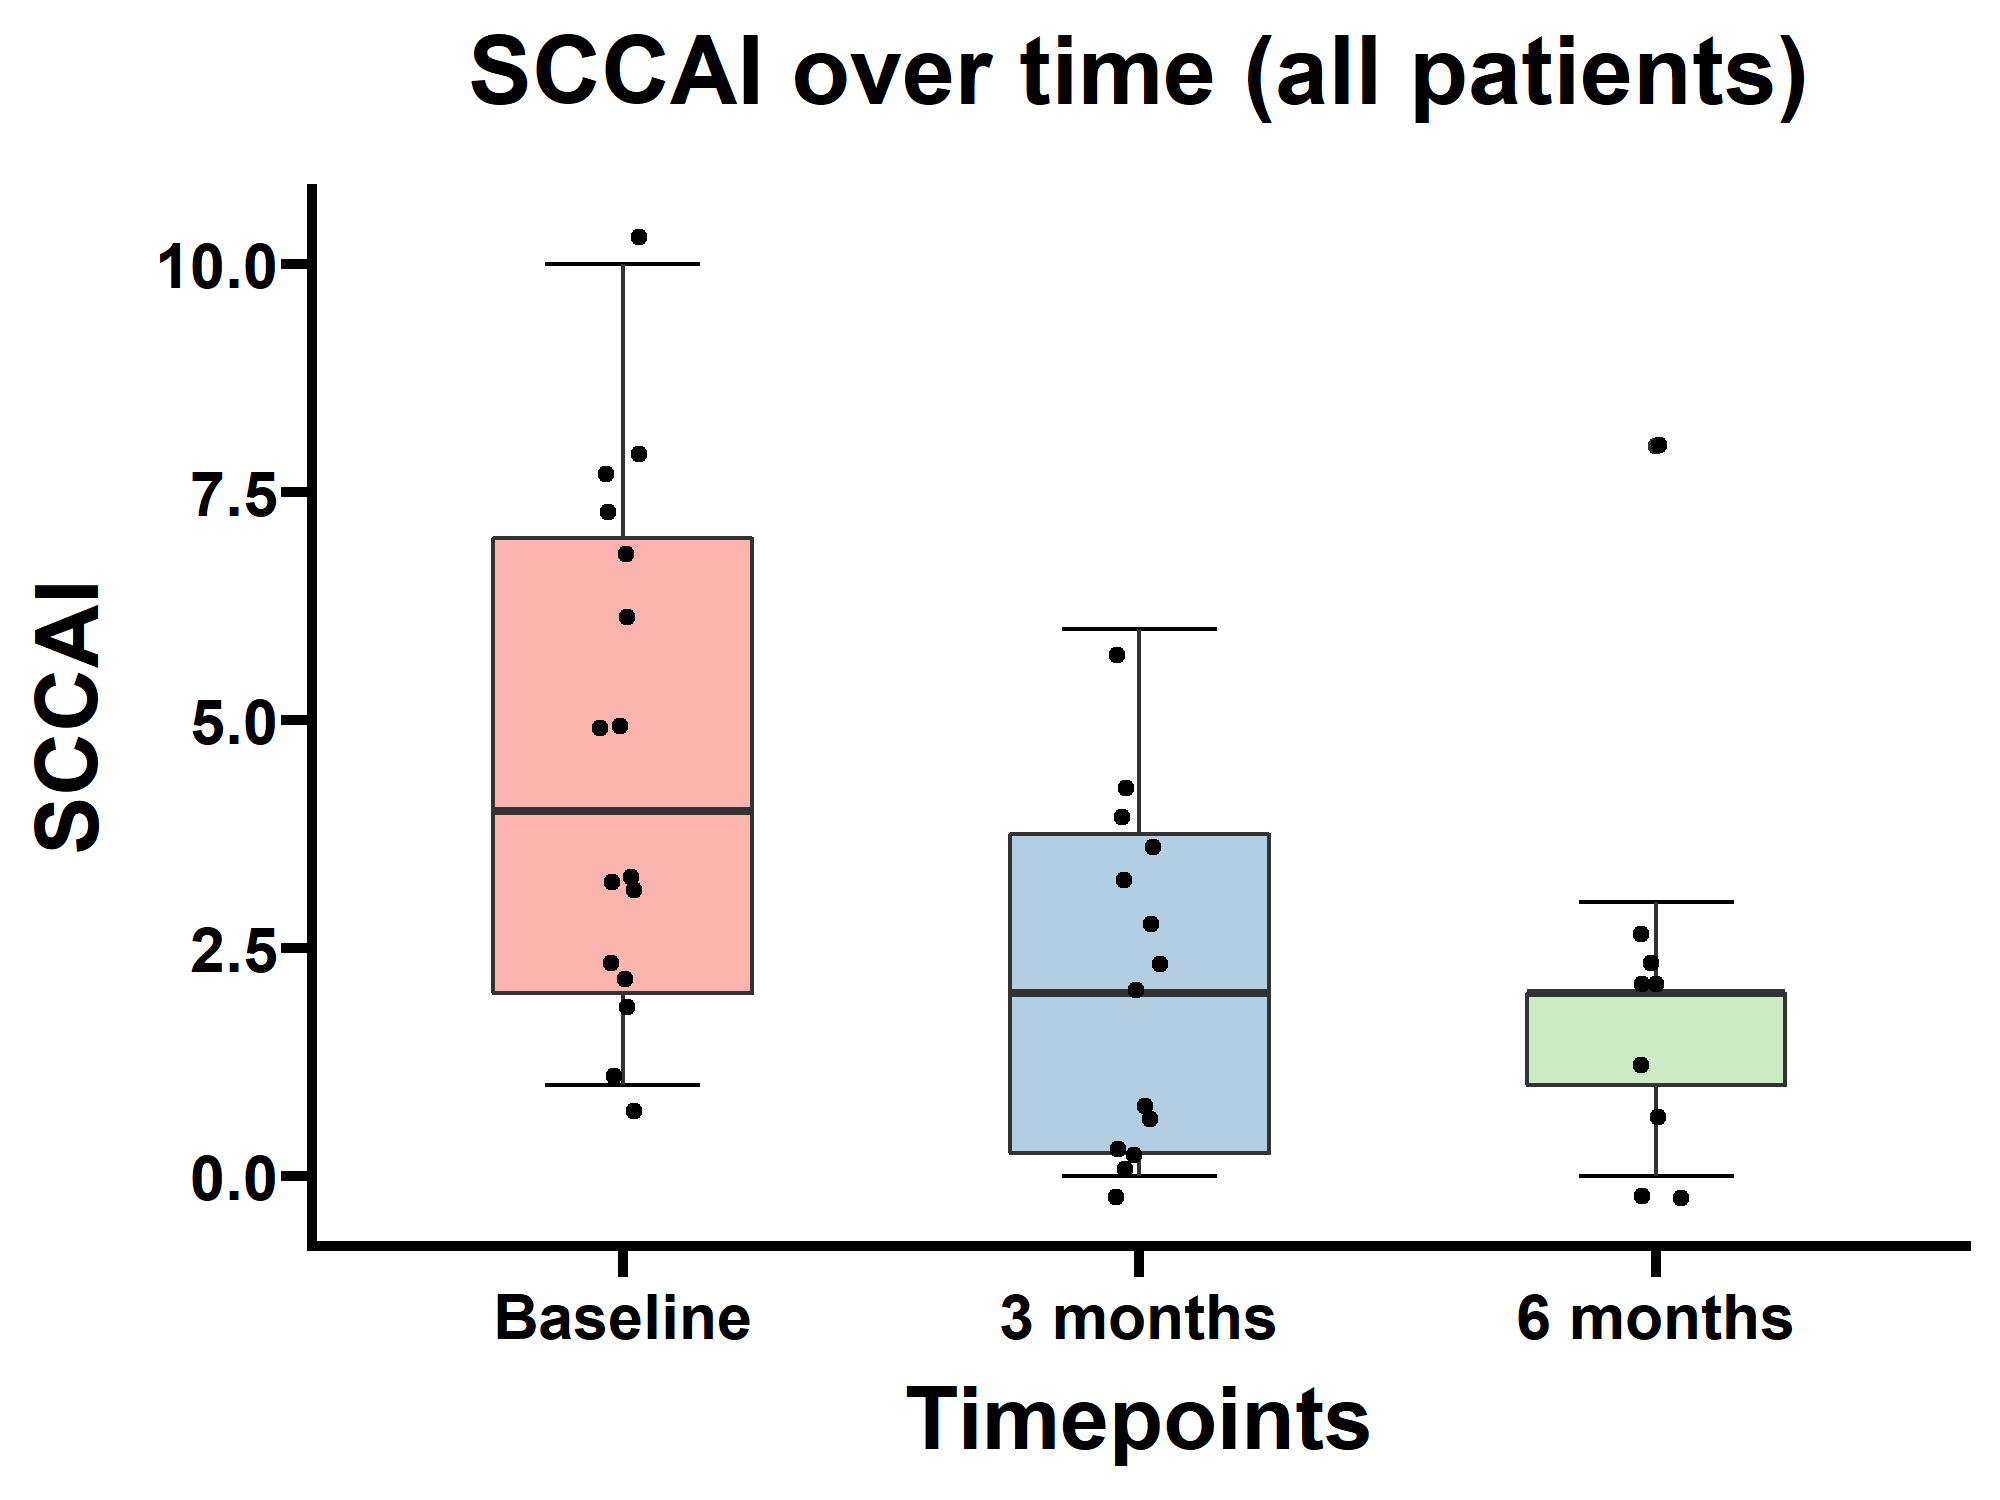 SCCAI over time (all patients)
SCCAI
10.0
7.5
5.0
2.5
0.0
Baseline
3 months
6 months
Timepoints